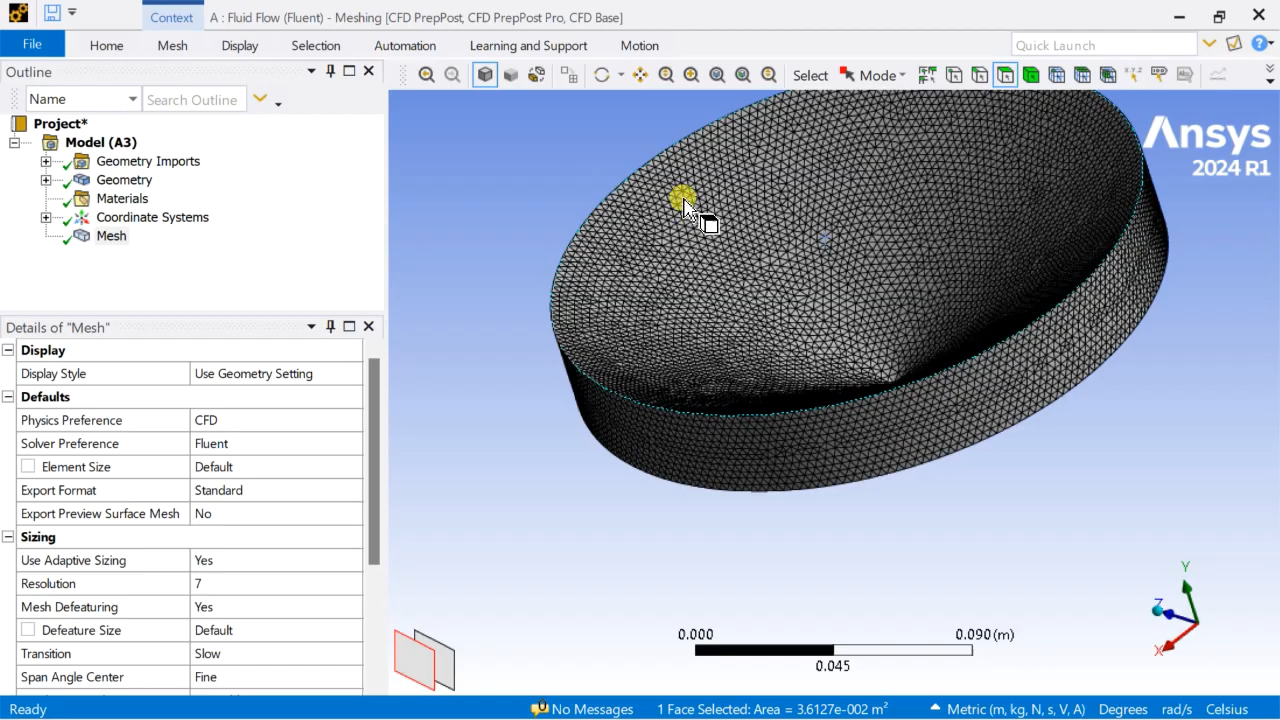 Context
A : Fluid Flow (Fluent) - Meshing [CFD PrepPost, CFD PrepPost Pro, CFD Base]
File
Home
Mesh
Display
Selection
Automation
Learning and Support
Motion
Quick Launch
Outline
Name
Search Outline
Select
Mode
Project*
Model (A3)
Geometry Imports
Geometry
Materials
Coordinate Systems
Mesh
Ansys
2024 R1
Details of "Mesh"
Display
Display Style Use Geometry Setting
Defaults
Physics Preference CFD
Solver Preference Fluent
Element Size Default
Export Format Standard
Export Preview Surface Mesh No
Sizing
Use Adaptive Sizing Yes
Resolution 7
Mesh Defeaturing Yes
Defeature Size Default
Transition Slow
Span Angle Center Fine
0.000
0.090(m)
0.045
Y
Z
X
Ready
0 No Messages
1 Face Selected: Area = 3.6127e-002 m²
Metric (m, kg, N, s, V, A)
Degrees
rad/s
Celsius